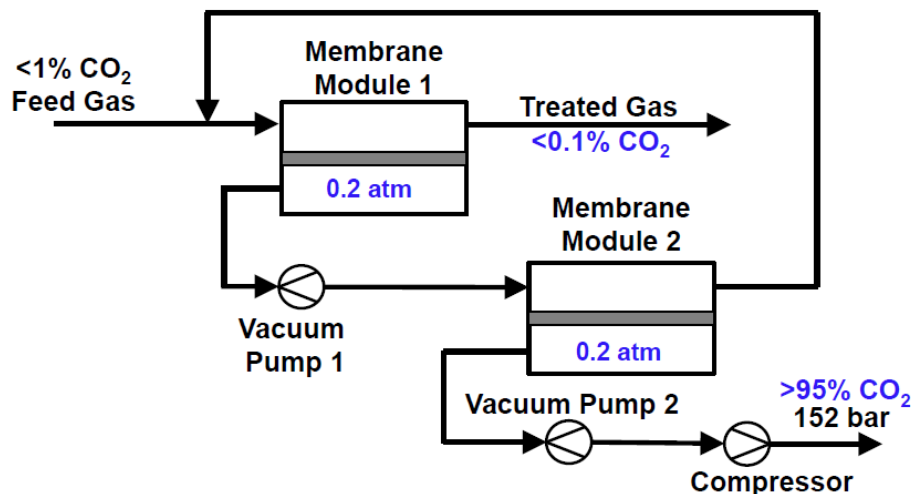 <1% CO₂
Feed Gas
Membrane
Module 1
Treated Gas
<0.1% CO₂
0.2 atm
Membrane
Module 2
Vacuum
Pump 1
0.2 atm
Vacuum Pump 2
>95% CO₂
152 bar
Compressor